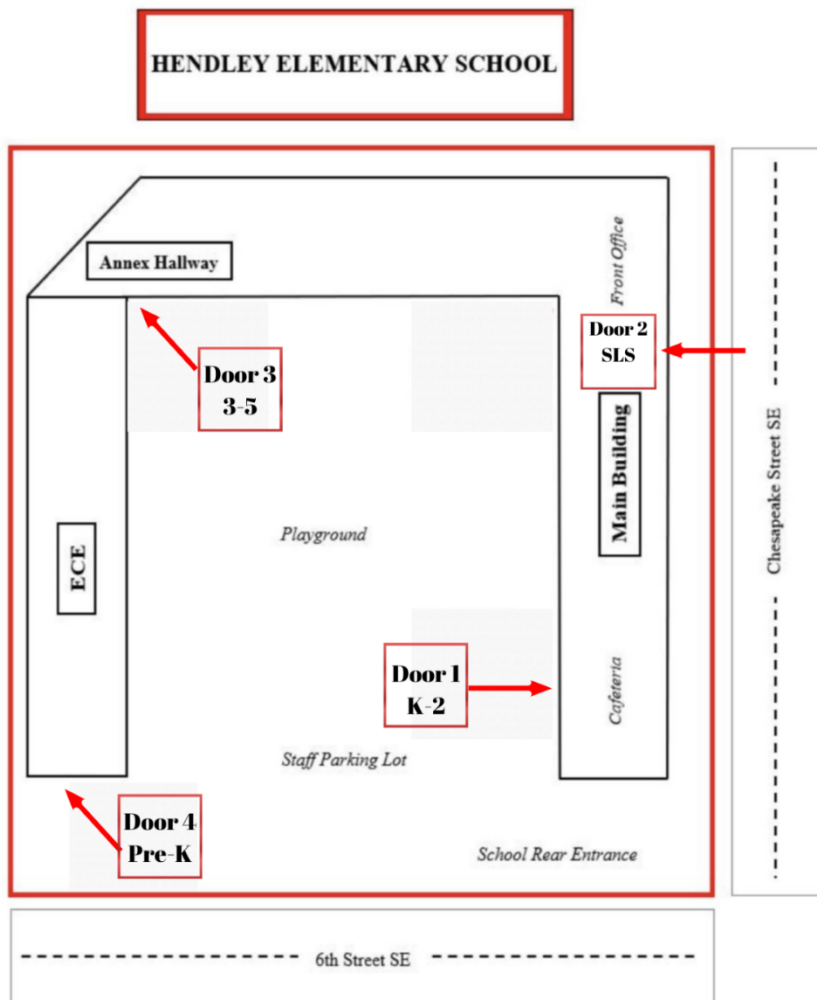 HENDLEY ELEMENTARY SCHOOL
Annex Hallway
Front Office
Door 2
SLS
Door 3
3-5
Main Building
Chesapeake Street SE
Playground
ECE
Door 1
K-2
Cafeteria
Staff Parking Lot
Door 4
Pre-K
School Rear Entrance
6th Street SE